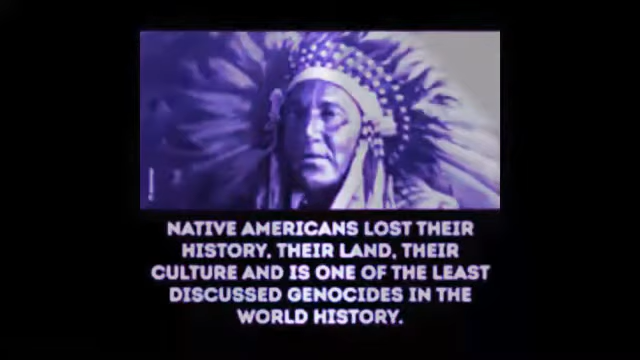 NATIVE AMERICANS LOST THEIR
HISTORY, THEIR LAND, THEIR
CULTURE AND IS ONE OF THE LEAST
DISCUSSED GENOCIDES IN THE
WORLD HISTORY.